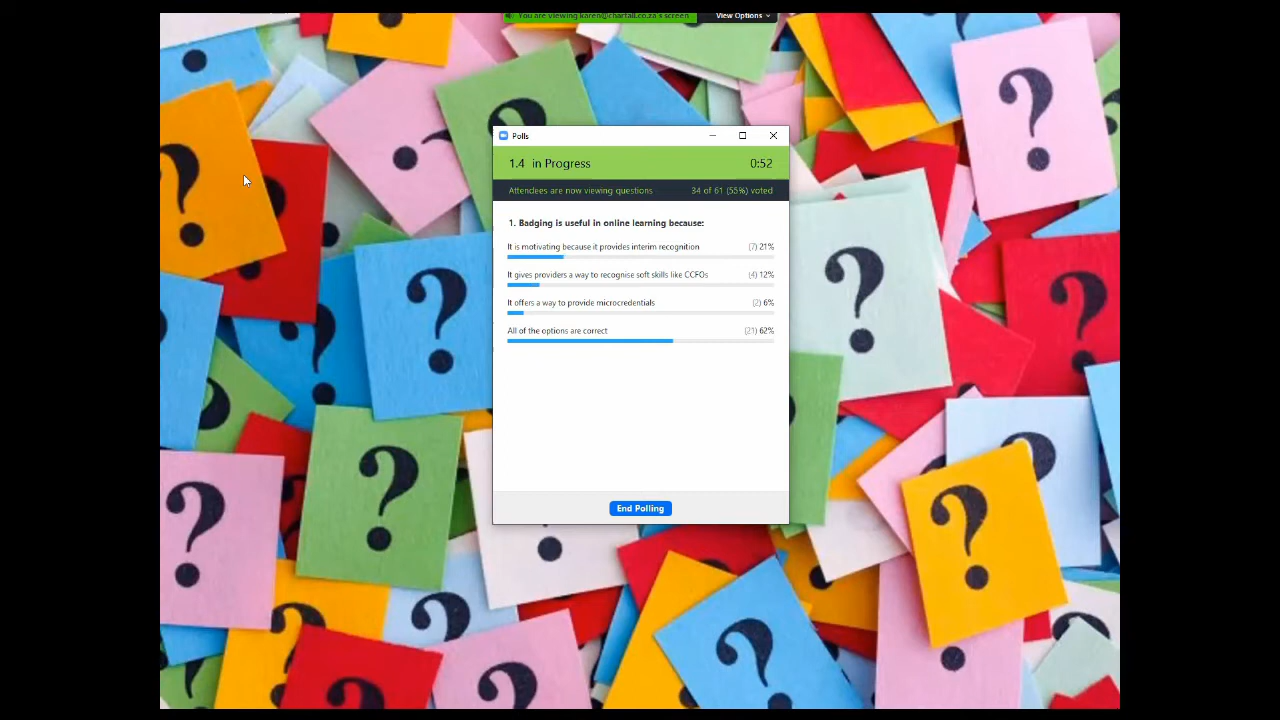 You are viewing karen@chartall.co.za's screen
View Options
Polls
1.4 in Progress
0:52
Attendees are now viewing questions
34 of 61 (55%) voted
1. Badging is useful in online learning because:
It is motivating because it provides interim recognition
(7) 21%
It gives providers a way to recognise soft skills like CCFOs
(4) 12%
It offers a way to provide microcredentials
(2) 6%
All of the options are correct
(21) 62%
End Polling